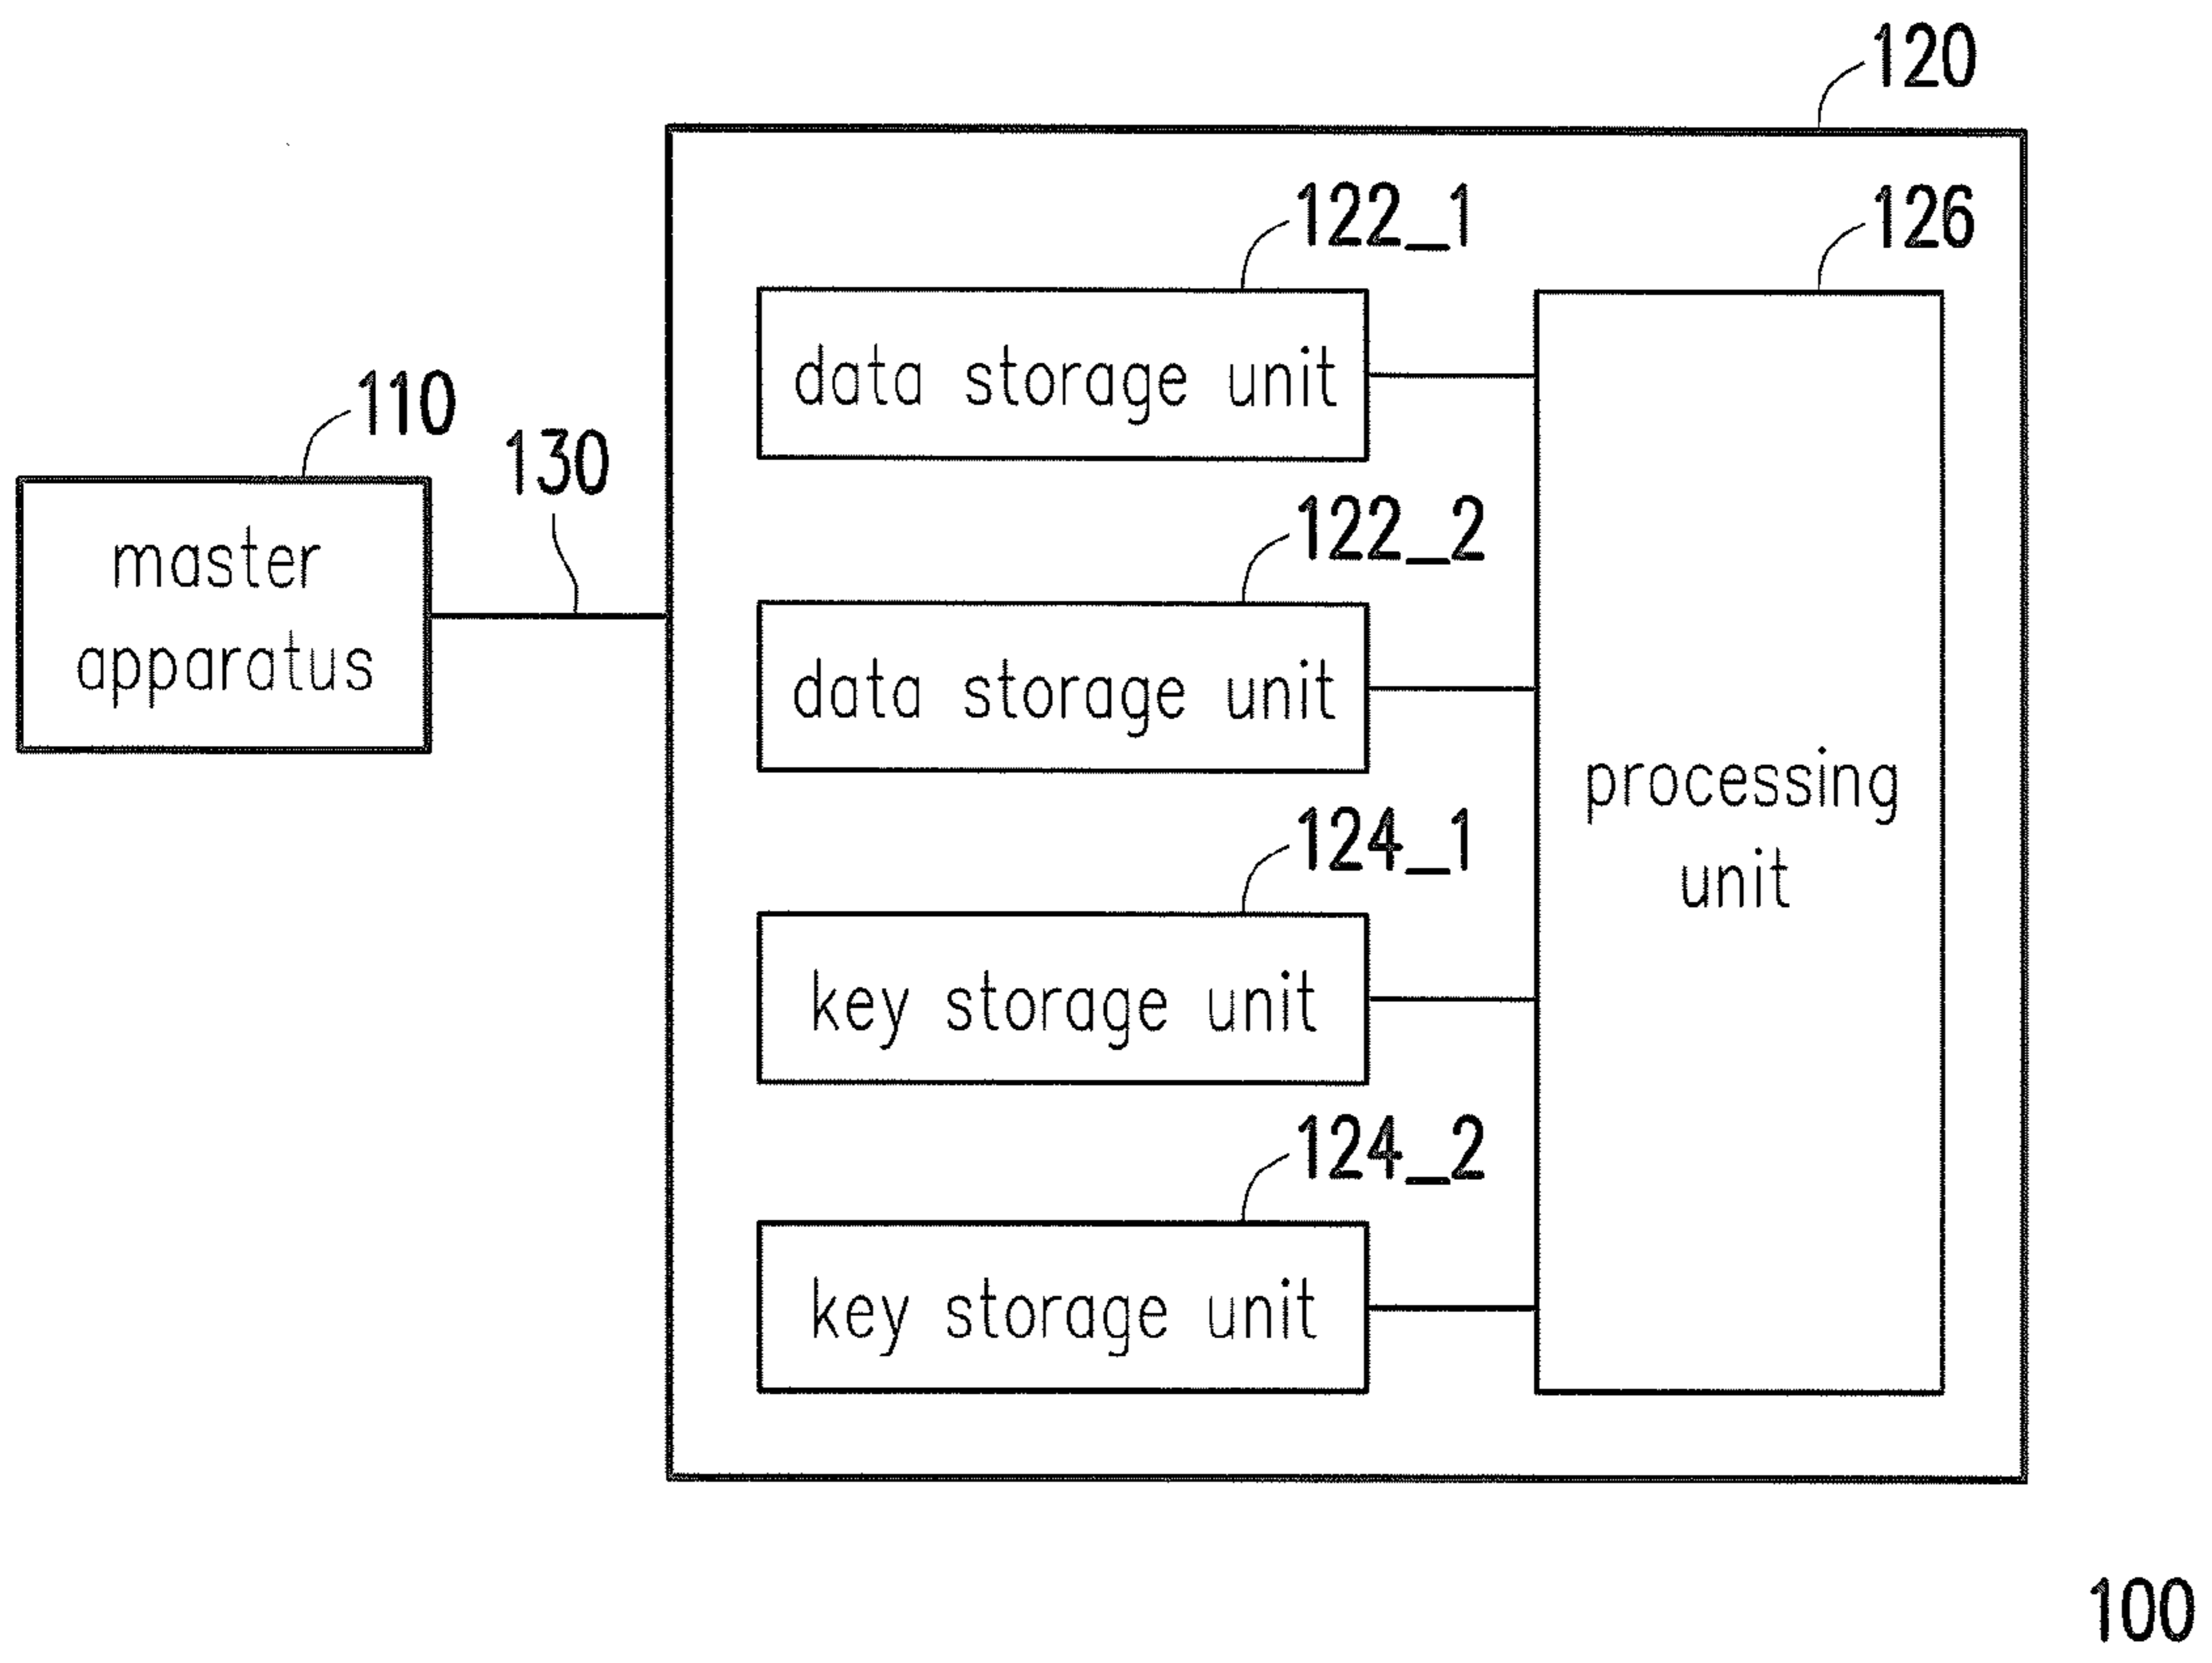 120
122_1
126
data storage unit
110
130
master
apparatus
122_2
data storage unit
processing
unit
124_1
key storage unit
124_2
key storage unit
100